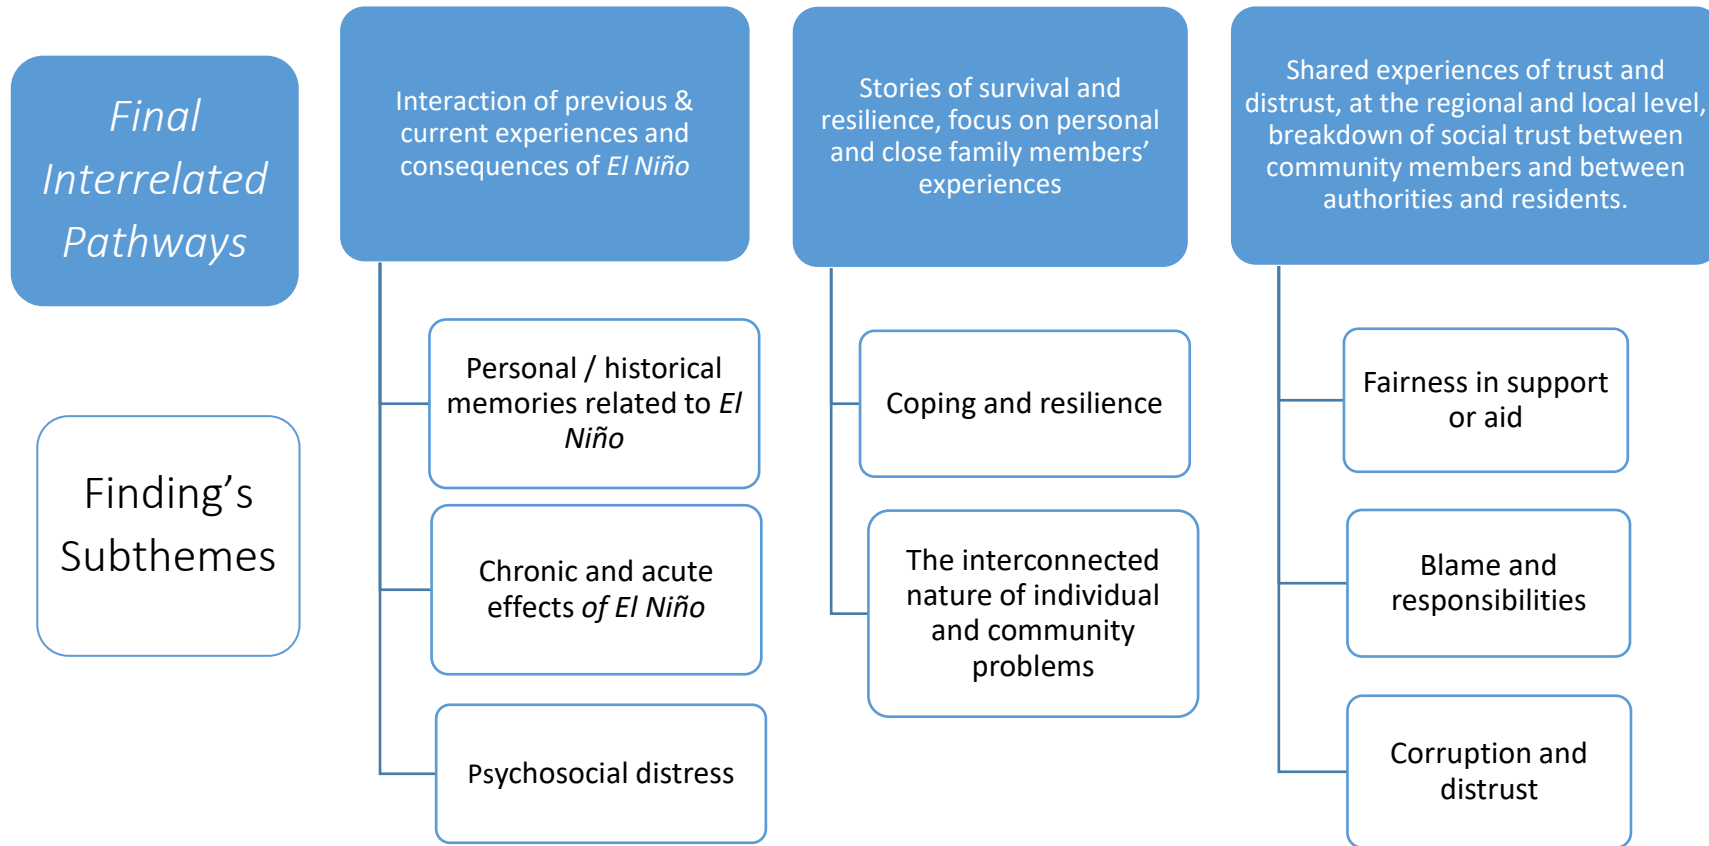 Final
Interrelated
Pathways
Interaction of previous &
current experiences and
consequences of El Niño
Stories of survival and
resilience, focus on personal
and close family members’
experiences
Shared experiences of trust and
distrust, at the regional and local level,
breakdown of social trust between
community members and between
authorities and residents.
Finding’s
Subthemes
Personal / historical
memories related to El
Niño
Chronic and acute
effects of El Niño
Psychosocial distress
Coping and resilience
The interconnected
nature of individual
and community
problems
Fairness in support
or aid
Blame and
responsibilities
Corruption and
distrust